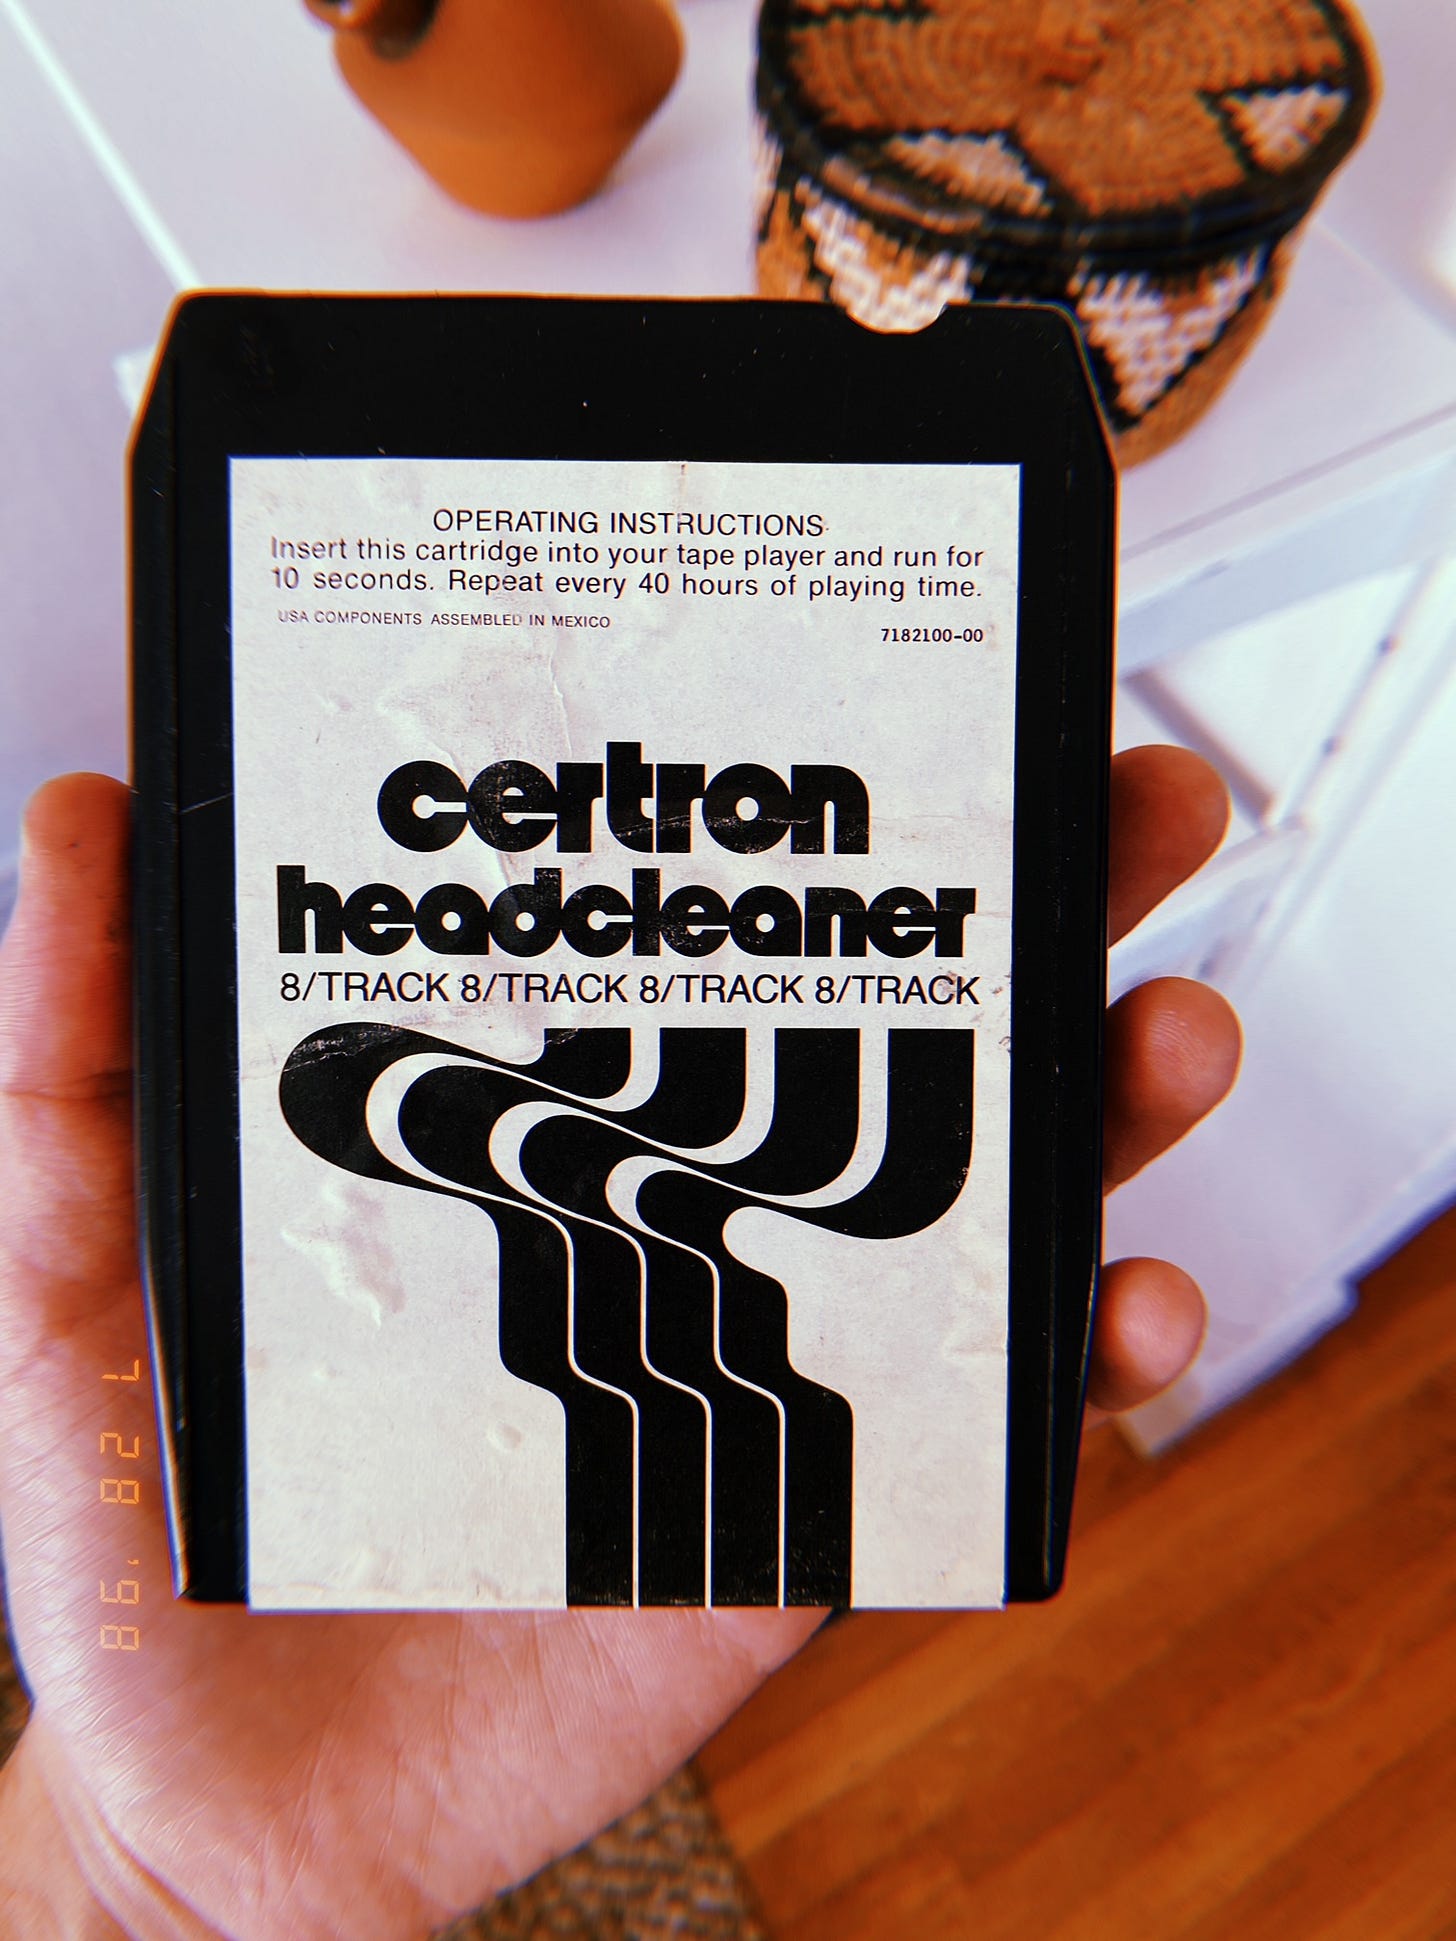 OPERATING INSTRUCTIONS
Insert this cartridge into your tape player and run for
10 seconds. Repeat every 40 hours of playing time.
USA COMPONENTS ASSEMBLED IN MEXICO
7182100-00
certron
headcleaner
8/TRACK 8/TRACK 8/TRACK 8/TRACK
7 28 '98